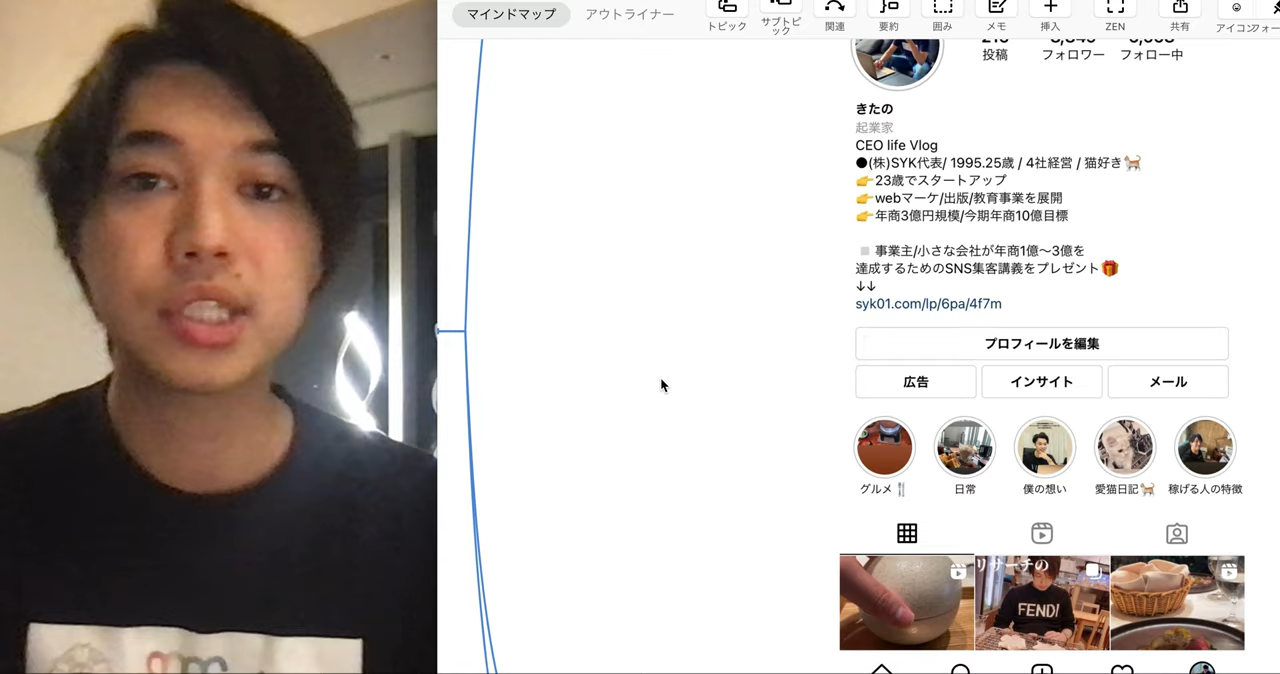 マインドマップ
アウトライナー
トピック
サブトピック
関連
要約
囲み
メモ
挿入
ZEN
共有
アイコン
投稿
フォロワー
フォロー中
きたの
起業家
CEO life Vlog
●(株)SYK代表/ 1995.25歳 / 4社経営 / 猫好き🐈
👉23歳でスタートアップ
👉webマーケ/出版/教育事業を展開
👉年商3億円規模/今期年商10億目標
◽事業主/小さな会社が年商1億〜3億を
達成するためのSNS集客講義をプレゼント🎁
↓↓
syk01.com/lp/6pa/4f7m
プロフィールを編集
広告
インサイト
メール
グルメ🍴
日常
僕の想い
愛猫日記🐈
稼げる人の特徴
リサーチの
FENDI